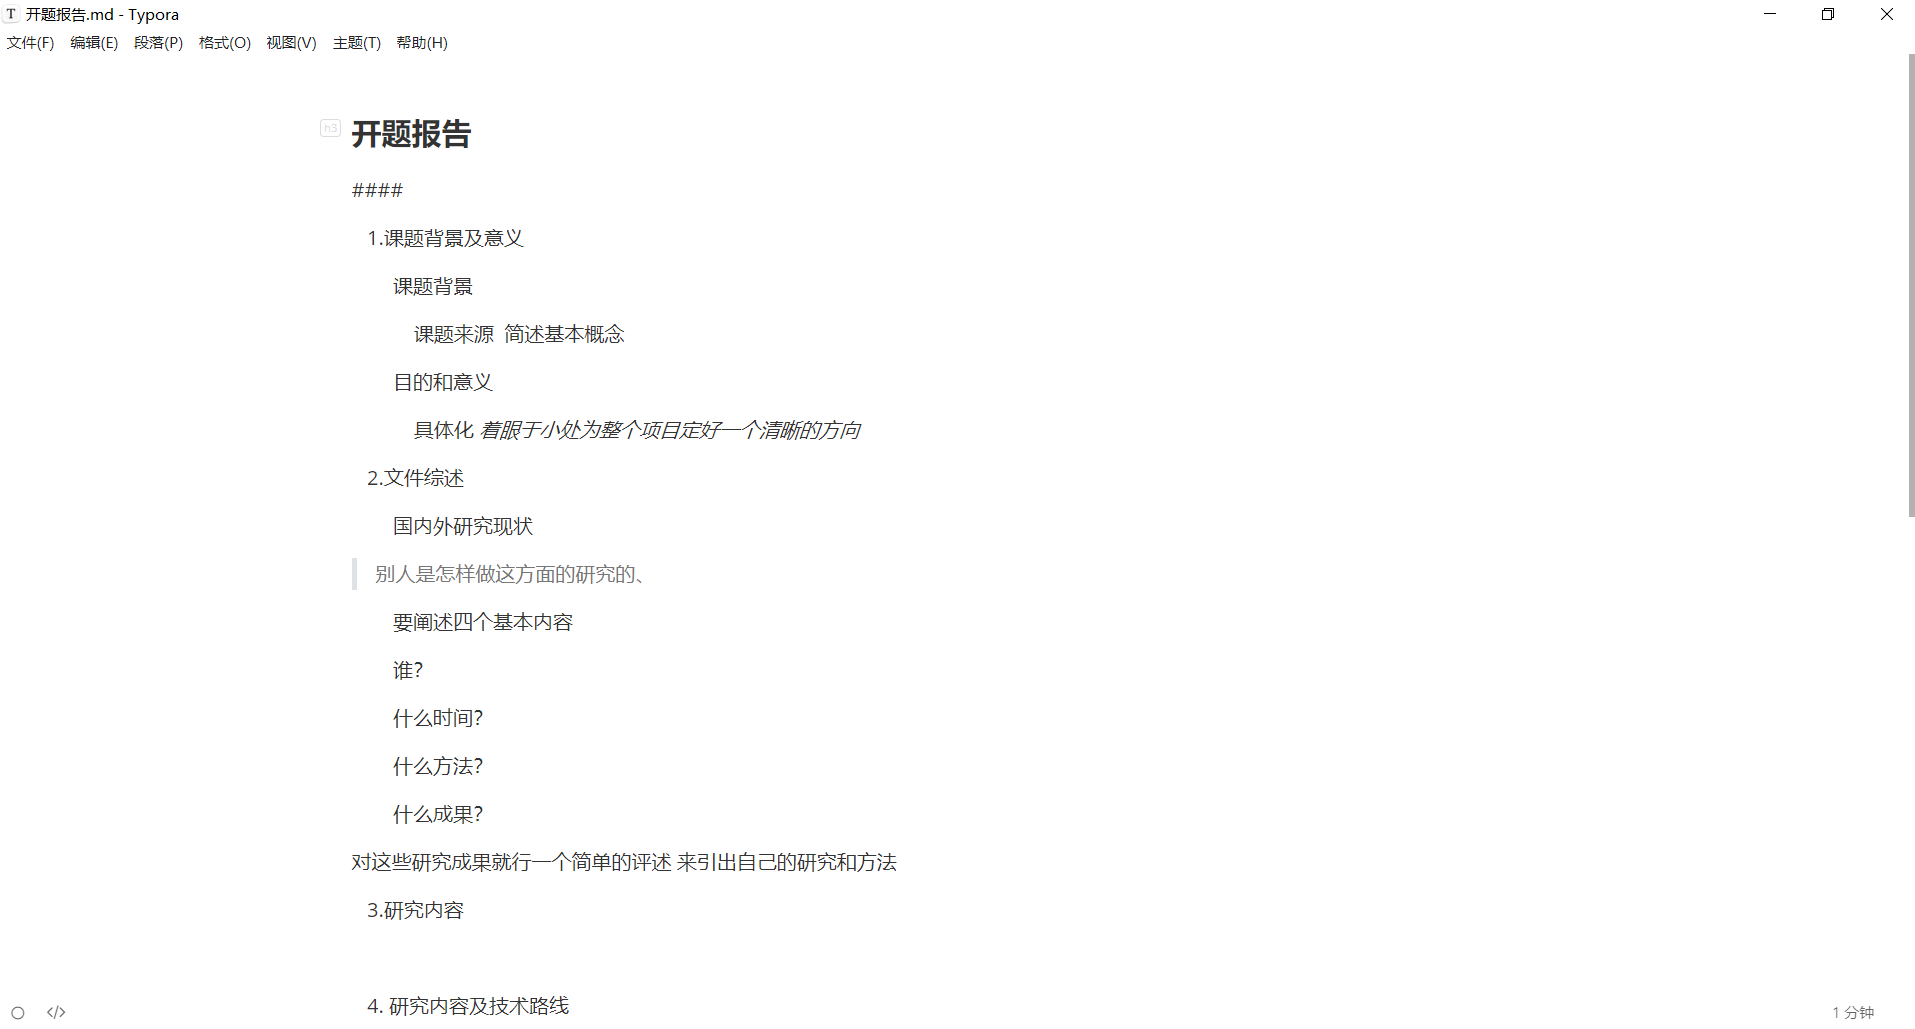 开题报告.md - Typora
文件(F) 编辑(E) 段落(P) 格式(O) 视图(V) 主题(T) 帮助(H)
h3 开题报告
####
1.课题背景及意义
课题背景
课题来源 简述基本概念
目的和意义
具体化 着眼于小处为整个项目定好一个清晰的方向
2.文件综述
国内外研究现状
别人是怎样做这方面的研究的、
要阐述四个基本内容
谁？
什么时间？
什么方法？
什么成果？
对这些研究成果就行一个简单的评述 来引出自己的研究和方法
3.研究内容
4. 研究内容及技术路线
1 分钟